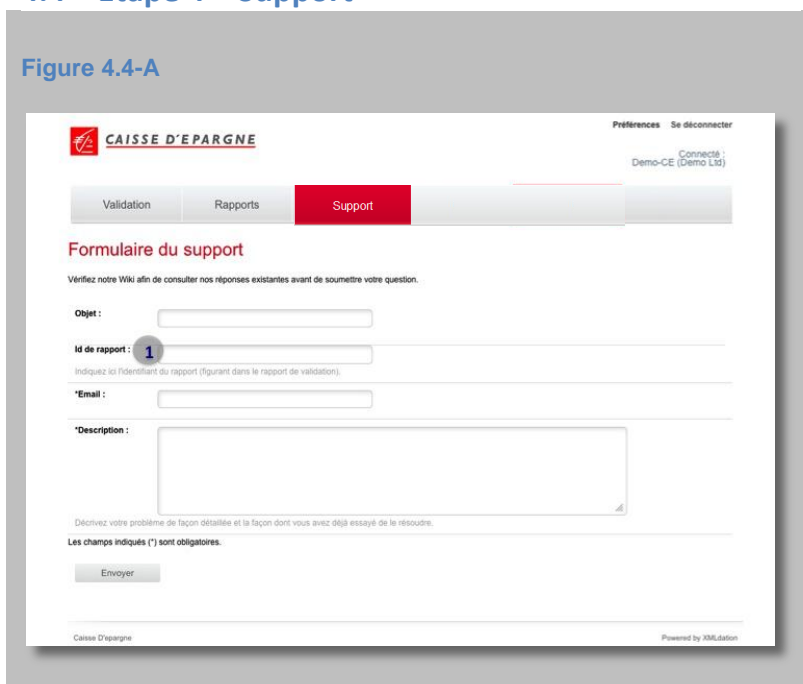 Figure 4.4-A
Préférences Se déconnecter
CAISSE D'EPARGNE
Connecté :
Demo-CE (Demo Ltd)
Validation Rapports Support
Formulaire du support
Vérifiez notre Wiki afin de consulter nos réponses existantes avant de soumettre votre question.
Objet :
Id de rapport : 1
Indiquez ici l'identifiant du rapport (figurant dans le rapport de validation).
*Email :
*Description :
Décrivez votre problème de façon détaillée et la façon dont vous avez déjà essayé de le résoudre.
Les champs indiqués (*) sont obligatoires.
Envoyer
Caisse D'epargne Powered by XMLdation